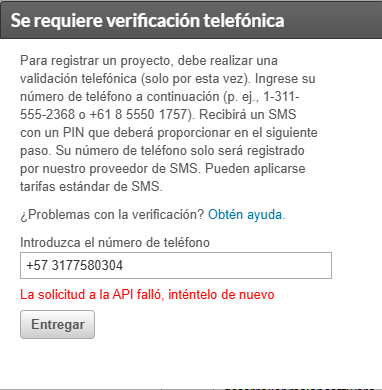 Se requiere verificación telefónica
Para registrar un proyecto, debe realizar una
validación telefónica (solo por esta vez). Ingrese su
número de teléfono a continuación (p. ej., 1-311-
555-2368 o +61 8 5550 1757). Recibirá un SMS
con un PIN que deberá proporcionar en el siguiente
paso. Su número de teléfono solo será registrado
por nuestro proveedor de SMS. Pueden aplicarse
tarifas estándar de SMS.
¿Problemas con la verificación? Obtén ayuda.
Introduzca el número de teléfono
+57 3177580304
La solicitud a la API falló, inténtelo de nuevo
Entregar